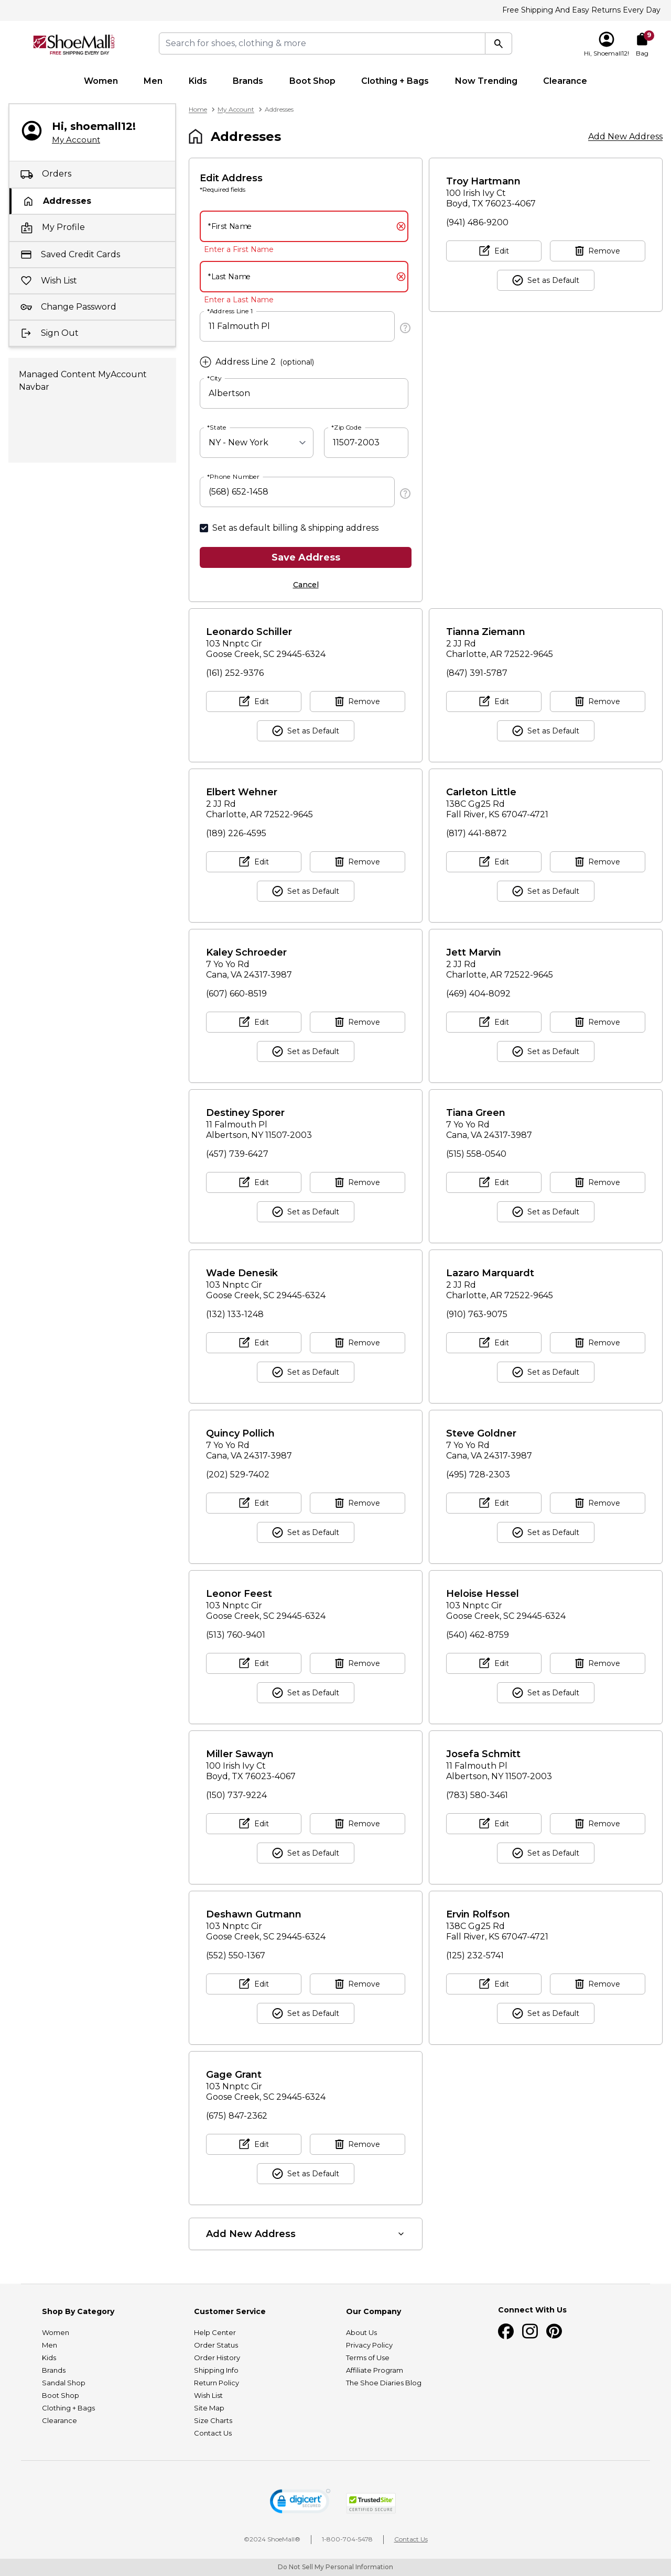 Free Shipping And Easy Returns Every Day
ShoeMall.com
FREE SHIPPING EVERY DAY
Search for shoes, clothing & more
Hi, Shoemall12!
9
Bag
Women Men Kids Brands Boot Shop Clothing + Bags Now Trending Clearance
Hi, shoemall12!
My Account
Orders
Addresses
My Profile
Saved Credit Cards
Wish List
Change Password
Sign Out
Managed Content MyAccount
Navbar
Home > My Account > Addresses
Addresses
Add New Address
Edit Address
*Required fields
*First Name
Enter a First Name
*Last Name
Enter a Last Name
*Address Line 1
11 Falmouth Pl
Address Line 2 (optional)
*City
Albertson
*State
NY - New York
*Zip Code
11507-2003
*Phone Number
(568) 652-1458
Set as default billing & shipping address
Save Address
Cancel
Troy Hartmann
100 Irish Ivy Ct
Boyd, TX 76023-4067
(941) 486-9200
Edit Remove
Set as Default
Leonardo Schiller
103 Nnptc Cir
Goose Creek, SC 29445-6324
(161) 252-9376
Edit Remove
Set as Default
Tianna Ziemann
2 JJ Rd
Charlotte, AR 72522-9645
(847) 391-5787
Edit Remove
Set as Default
Elbert Wehner
2 JJ Rd
Charlotte, AR 72522-9645
(189) 226-4595
Edit Remove
Set as Default
Carleton Little
138C Gg25 Rd
Fall River, KS 67047-4721
(817) 441-8872
Edit Remove
Set as Default
Kaley Schroeder
7 Yo Yo Rd
Cana, VA 24317-3987
(607) 660-8519
Edit Remove
Set as Default
Jett Marvin
2 JJ Rd
Charlotte, AR 72522-9645
(469) 404-8092
Edit Remove
Set as Default
Destiney Sporer
11 Falmouth Pl
Albertson, NY 11507-2003
(457) 739-6427
Edit Remove
Set as Default
Tiana Green
7 Yo Yo Rd
Cana, VA 24317-3987
(515) 558-0540
Edit Remove
Set as Default
Wade Denesik
103 Nnptc Cir
Goose Creek, SC 29445-6324
(132) 133-1248
Edit Remove
Set as Default
Lazaro Marquardt
2 JJ Rd
Charlotte, AR 72522-9645
(910) 763-9075
Edit Remove
Set as Default
Quincy Pollich
7 Yo Yo Rd
Cana, VA 24317-3987
(202) 529-7402
Edit Remove
Set as Default
Steve Goldner
7 Yo Yo Rd
Cana, VA 24317-3987
(495) 728-2303
Edit Remove
Set as Default
Leonor Feest
103 Nnptc Cir
Goose Creek, SC 29445-6324
(513) 760-9401
Edit Remove
Set as Default
Heloise Hessel
103 Nnptc Cir
Goose Creek, SC 29445-6324
(540) 462-8759
Edit Remove
Set as Default
Miller Sawayn
100 Irish Ivy Ct
Boyd, TX 76023-4067
(150) 737-9224
Edit Remove
Set as Default
Josefa Schmitt
11 Falmouth Pl
Albertson, NY 11507-2003
(783) 580-3461
Edit Remove
Set as Default
Deshawn Gutmann
103 Nnptc Cir
Goose Creek, SC 29445-6324
(552) 550-1367
Edit Remove
Set as Default
Ervin Rolfson
138C Gg25 Rd
Fall River, KS 67047-4721
(125) 232-5741
Edit Remove
Set as Default
Gage Grant
103 Nnptc Cir
Goose Creek, SC 29445-6324
(675) 847-2362
Edit Remove
Set as Default
Add New Address
Shop By Category
Women
Men
Kids
Brands
Sandal Shop
Boot Shop
Clothing + Bags
Clearance
Customer Service
Help Center
Order Status
Order History
Shipping Info
Return Policy
Wish List
Site Map
Size Charts
Contact Us
Our Company
About Us
Privacy Policy
Terms of Use
Affiliate Program
The Shoe Diaries Blog
Connect With Us
digicert
SECURED
TrustedSite
CERTIFIED SECURE
©2024 ShoeMall® | 1-800-704-5478 | Contact Us
Do Not Sell My Personal Information